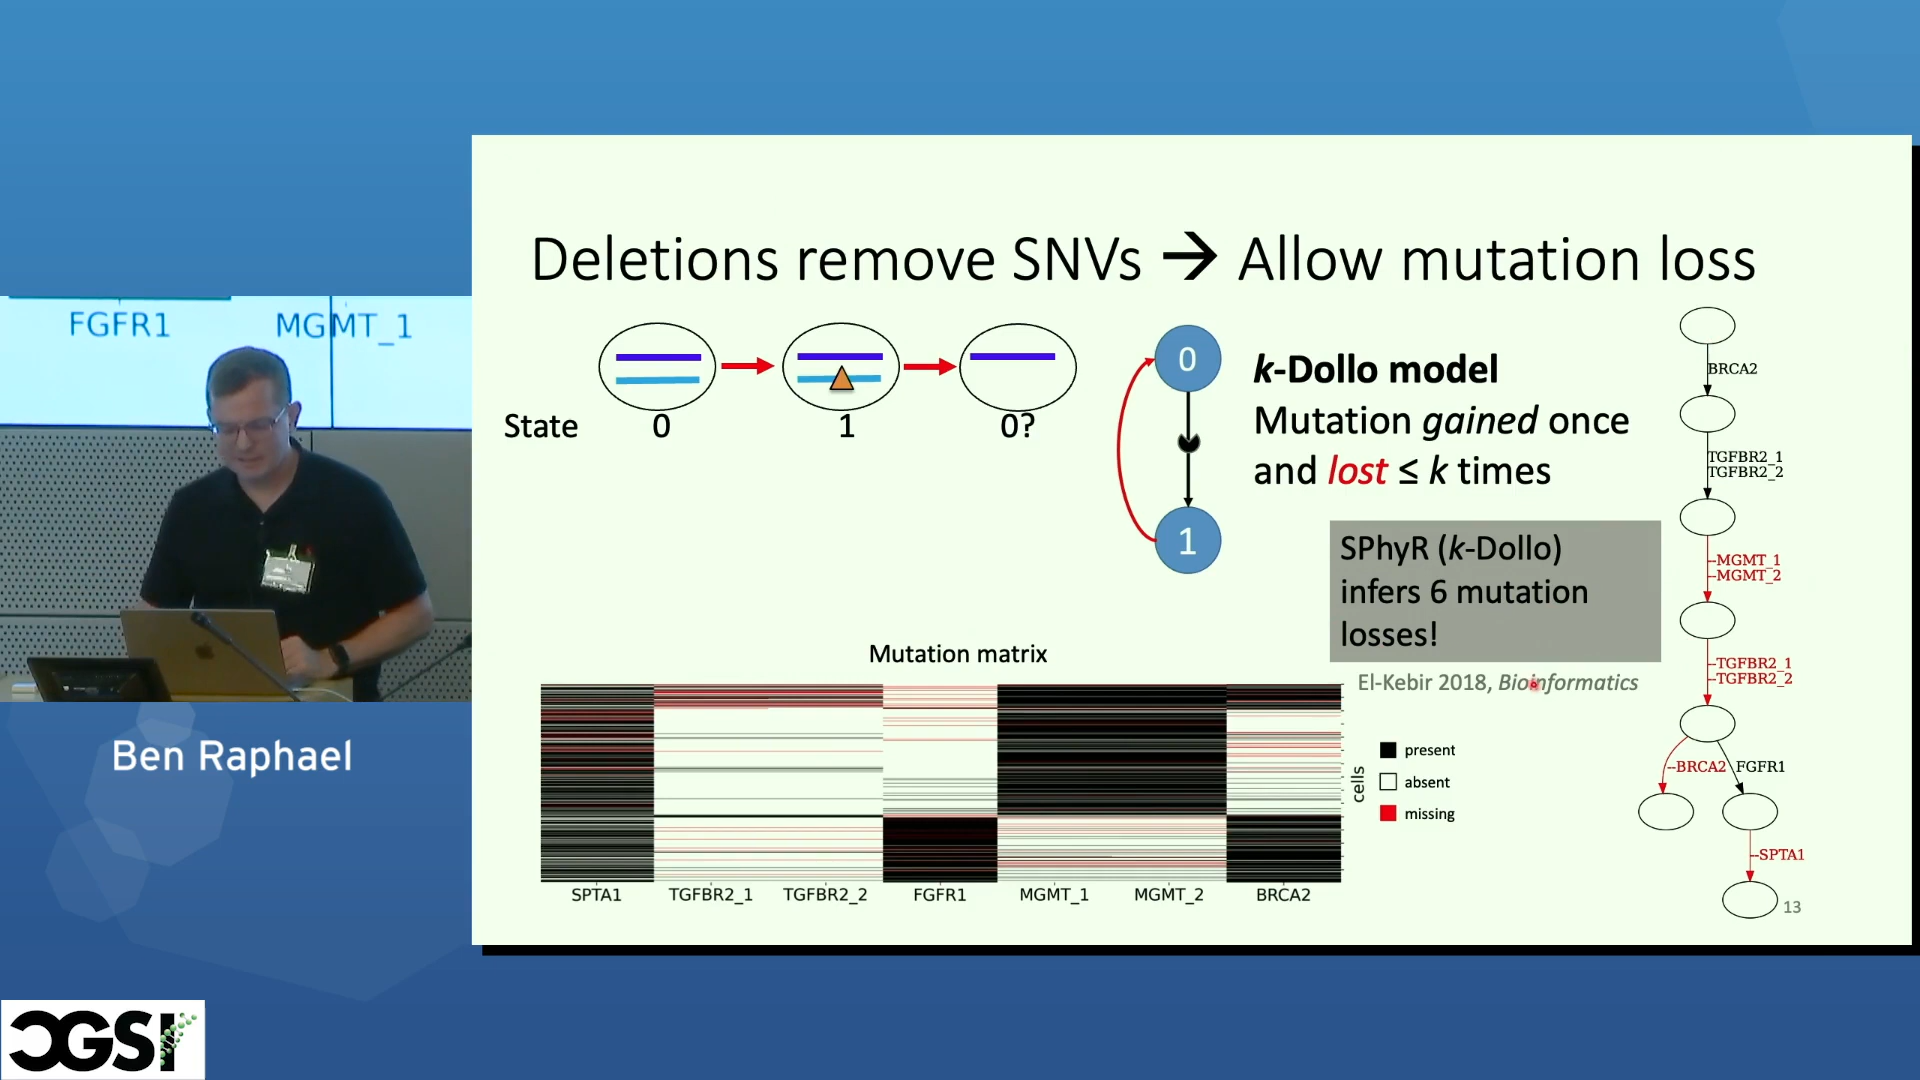 FGFR1
MGMT_1
Ben Raphael
CGSI
Deletions remove SNVs → Allow mutation loss
State
0
1
0?
0
1
k-Dollo model
Mutation gained once
and lost ≤ k times
SPhyR (k-Dollo)
infers 6 mutation
losses!
El-Kebir 2018, Bioinformatics
Mutation matrix
SPTA1
TGFBR2_1
TGFBR2_2
FGFR1
MGMT_1
MGMT_2
BRCA2
cells
present
absent
missing
BRCA2
TGFBR2_1
TGFBR2_2
--MGMT_1
--MGMT_2
--TGFBR2_1
--TGFBR2_2
--BRCA2
FGFR1
--SPTA1
13